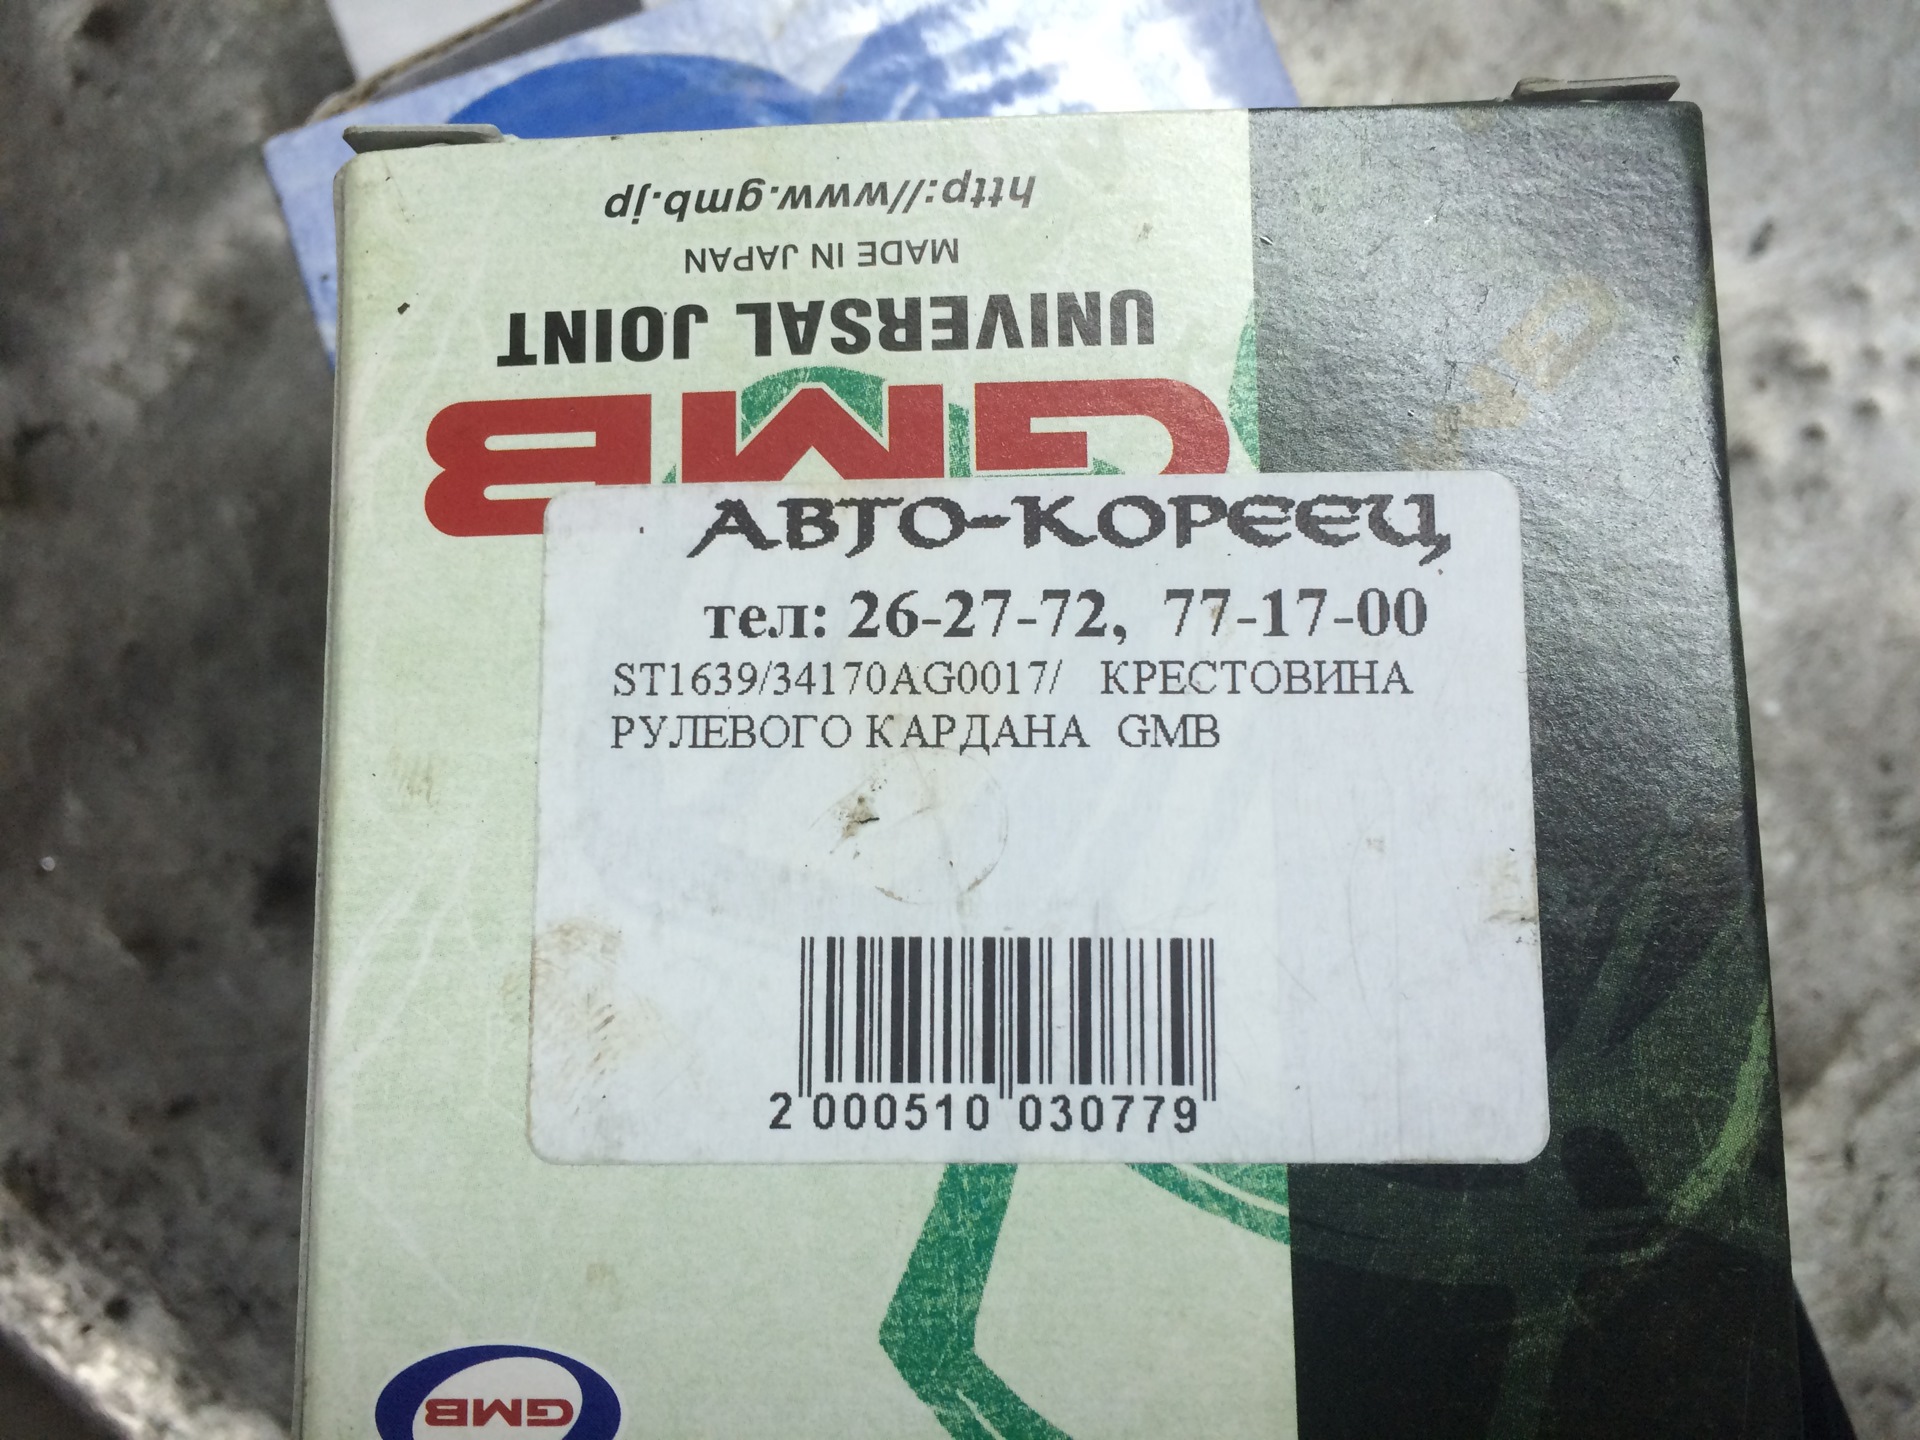 http://www.gmb.jp
MADE IN JAPAN
UNIVERSAL JOINT
GMB
АВТО-КОРЕЕЦ
тел: 26-27-72, 77-17-00
ST1639/34170AG0017/ КРЕСТОВИНА
РУЛЕВОГО КАРДАНА GMB
2 000510 030779
GMB
GMB